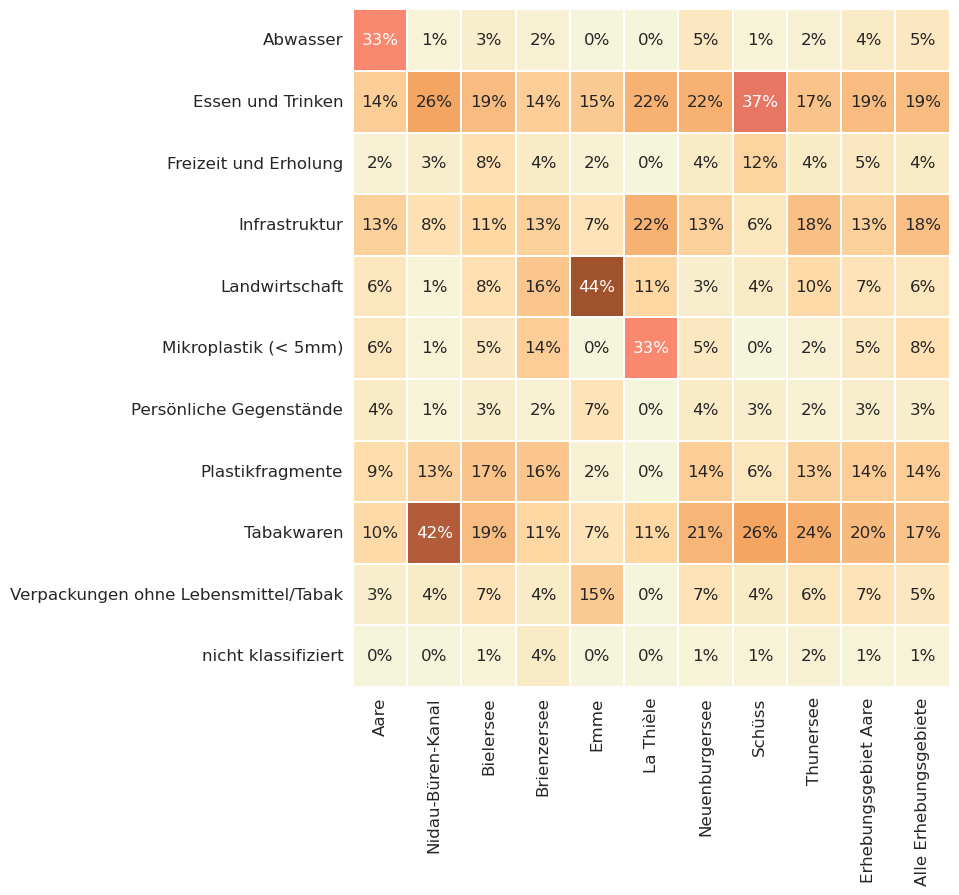 Abwasser 33% 1% 3% 2% 0% 0% 5% 1% 2% 4% 5%
Essen und Trinken 14% 26% 19% 14% 15% 22% 22% 37% 17% 19% 19%
Freizeit und Erholung 2% 3% 8% 4% 2% 0% 4% 12% 4% 5% 4%
Infrastruktur 13% 8% 11% 13% 7% 22% 13% 6% 18% 13% 18%
Landwirtschaft 6% 1% 8% 16% 44% 11% 3% 4% 10% 7% 6%
Mikroplastik (< 5mm) 6% 1% 5% 14% 0% 33% 5% 0% 2% 5% 8%
Persönliche Gegenstände 4% 1% 3% 2% 7% 0% 4% 3% 2% 3% 3%
Plastikfragmente 9% 13% 17% 16% 2% 0% 14% 6% 13% 14% 14%
Tabakwaren 10% 42% 19% 11% 7% 11% 21% 26% 24% 20% 17%
Verpackungen ohne Lebensmittel/Tabak 3% 4% 7% 4% 15% 0% 7% 4% 6% 7% 5%
nicht klassifiziert 0% 0% 1% 4% 0% 0% 1% 1% 2% 1% 1%
Aare
Nidau-Büren-Kanal
Bielersee
Brienzersee
Emme
La Thièle
Neuenburgersee
Schüss
Thunersee
Erhebungsgebiet Aare
Alle Erhebungsgebiete